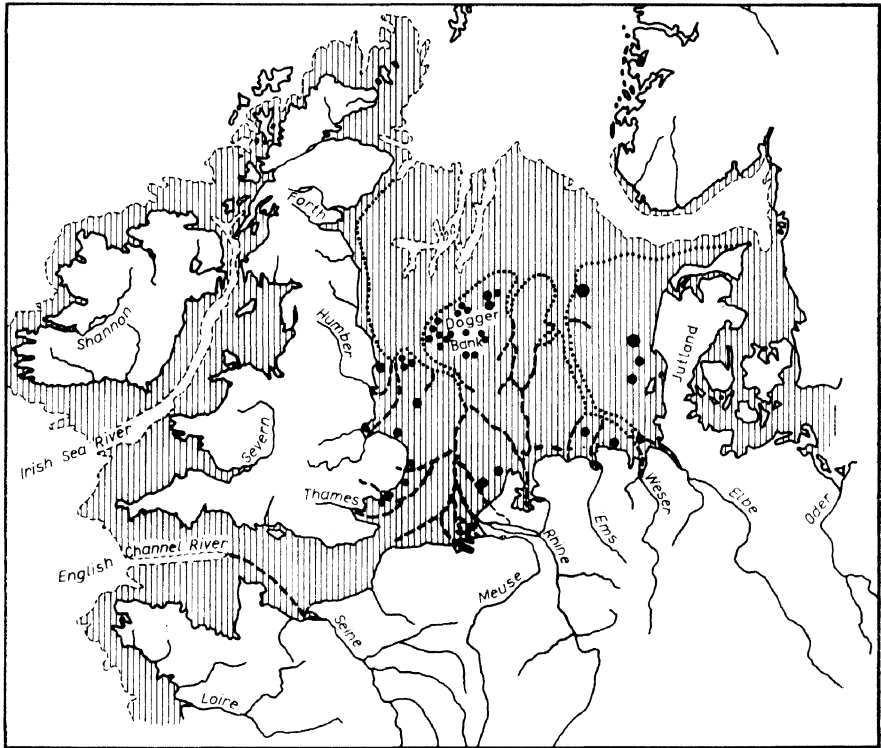 Forth
Shannon
Humber
Dogger
Bank
Jutland
Irish Sea River
Severn
Thames
English Channel River
Rhine
Ems
Weser
Elbe
Oder
Meuse
Seine
Loire